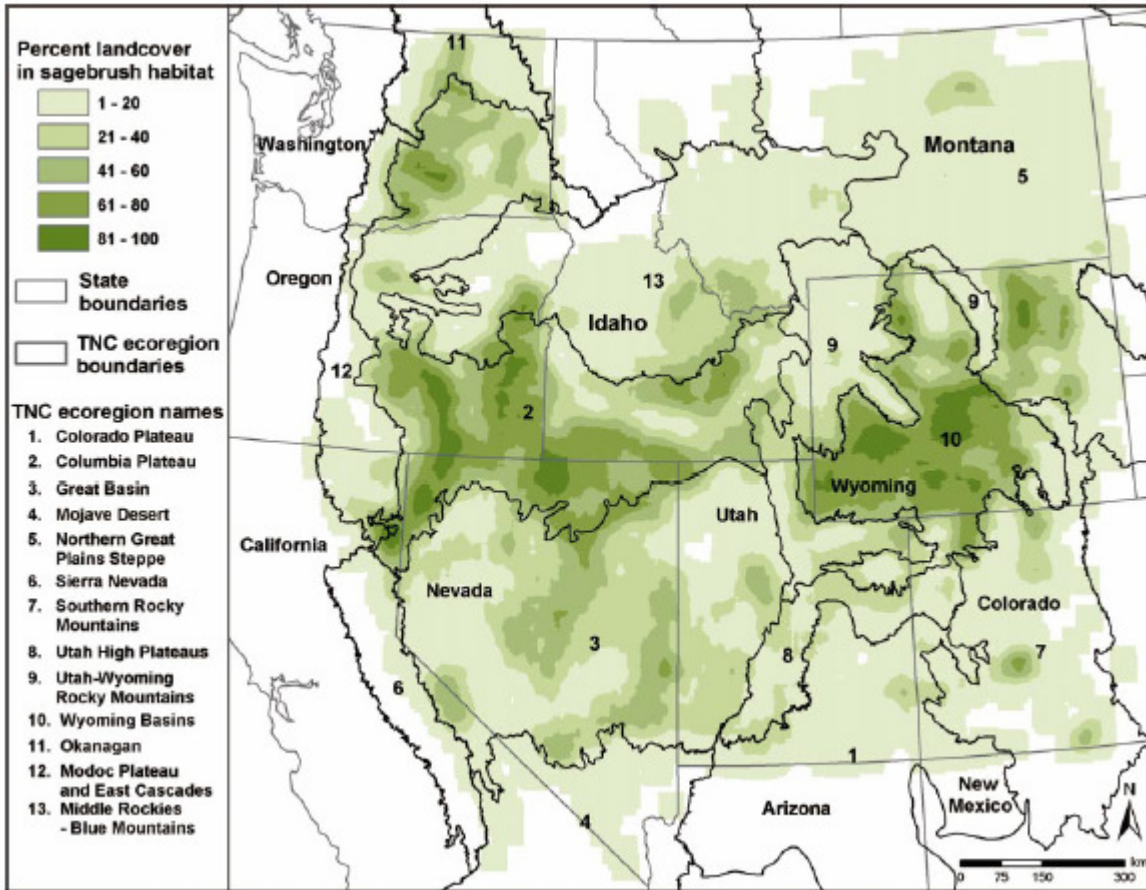 Percent landcover
in sagebrush habitat
1 - 20
21 - 40
41 - 60
61 - 80
81 - 100
State
boundaries
TNC ecoregion
boundaries
TNC ecoregion names
1. Colorado Plateau
2. Columbia Plateau
3. Great Basin
4. Mojave Desert
5. Northern Great
Plains Steppe
6. Sierra Nevada
7. Southern Rocky
Mountains
8. Utah High Plateaus
9. Utah-Wyoming
Rocky Mountains
10. Wyoming Basins
11. Okanagan
12. Modoc Plateau
and East Cascades
13. Middle Rockies
- Blue Mountains
11
Washington
Montana
5
Oregon
13
9
Idaho
9
12
2
10
Wyoming
Utah
California
Nevada
Colorado
3
8
7
6
1
New
Mexico
Arizona
4
N
km
0 75 150 300